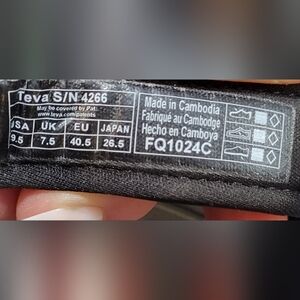 Teva S/N 4266
May be covered by Pat:
www.teva.com/patents
USA UK EU JAPAN
9.5 7.5 40.5 26.5
Made in Cambodia
Fabriqué au Cambodge
Hecho en Camboya
FQ1024C